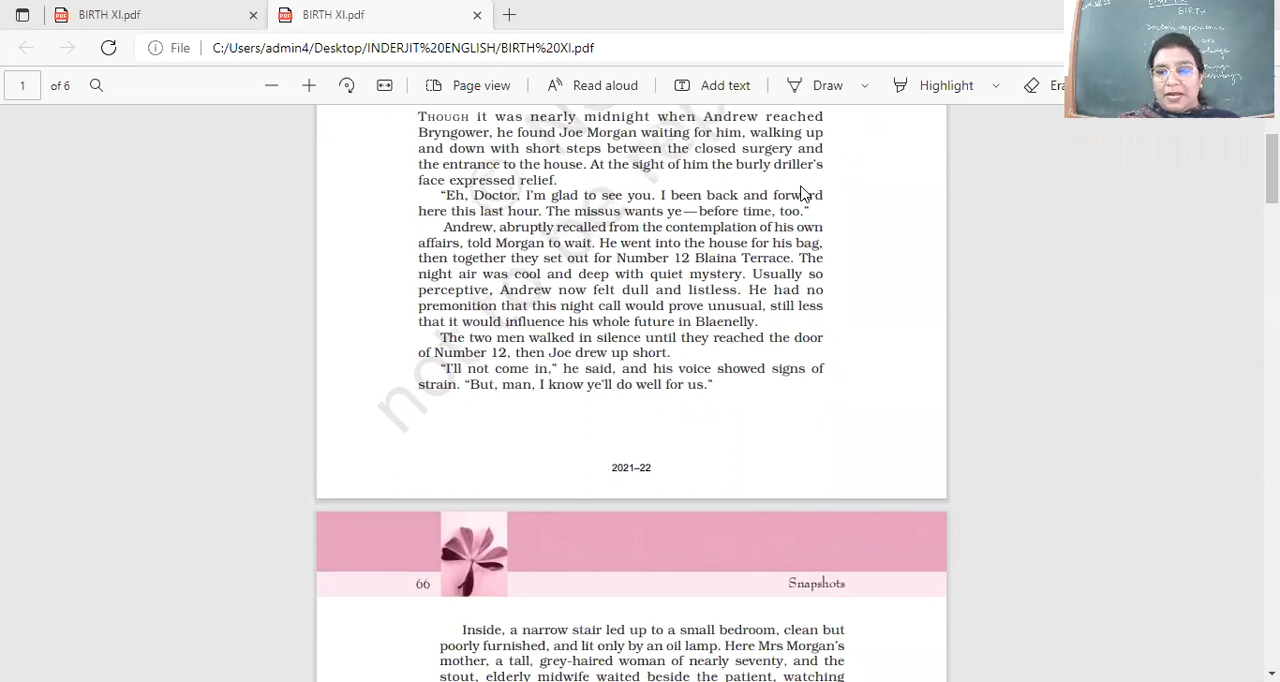 BIRTH XI.pdf
BIRTH XI.pdf
File C:/Users/admin4/Desktop/INDERJIT%20ENGLISH/BIRTH%20XI.pdf
1 of 6 Page view Read aloud Add text Draw Highlight Era
BIRTH
Doctor's experience
THOUGH it was nearly midnight when Andrew reached
Bryngower, he found Joe Morgan waiting for him, walking up
and down with short steps between the closed surgery and
the entrance to the house. At the sight of him the burly driller's
face expressed relief.
“Eh, Doctor, I'm glad to see you. I been back and forward
here this last hour. The missus wants ye—before time, too.”
Andrew, abruptly recalled from the contemplation of his own
affairs, told Morgan to wait. He went into the house for his bag,
then together they set out for Number 12 Blaina Terrace. The
night air was cool and deep with quiet mystery. Usually so
perceptive, Andrew now felt dull and listless. He had no
premonition that this night call would prove unusual, still less
that it would influence his whole future in Blaenelly.
The two men walked in silence until they reached the door
of Number 12, then Joe drew up short.
“I'll not come in,” he said, and his voice showed signs of
strain. “But, man, I know ye'll do well for us.”
not to be re
2021–22
66 Snapshots
Inside, a narrow stair led up to a small bedroom, clean but
poorly furnished, and lit only by an oil lamp. Here Mrs Morgan's
mother, a tall, grey-haired woman of nearly seventy, and the
stout, elderly midwife waited beside the patient, watching